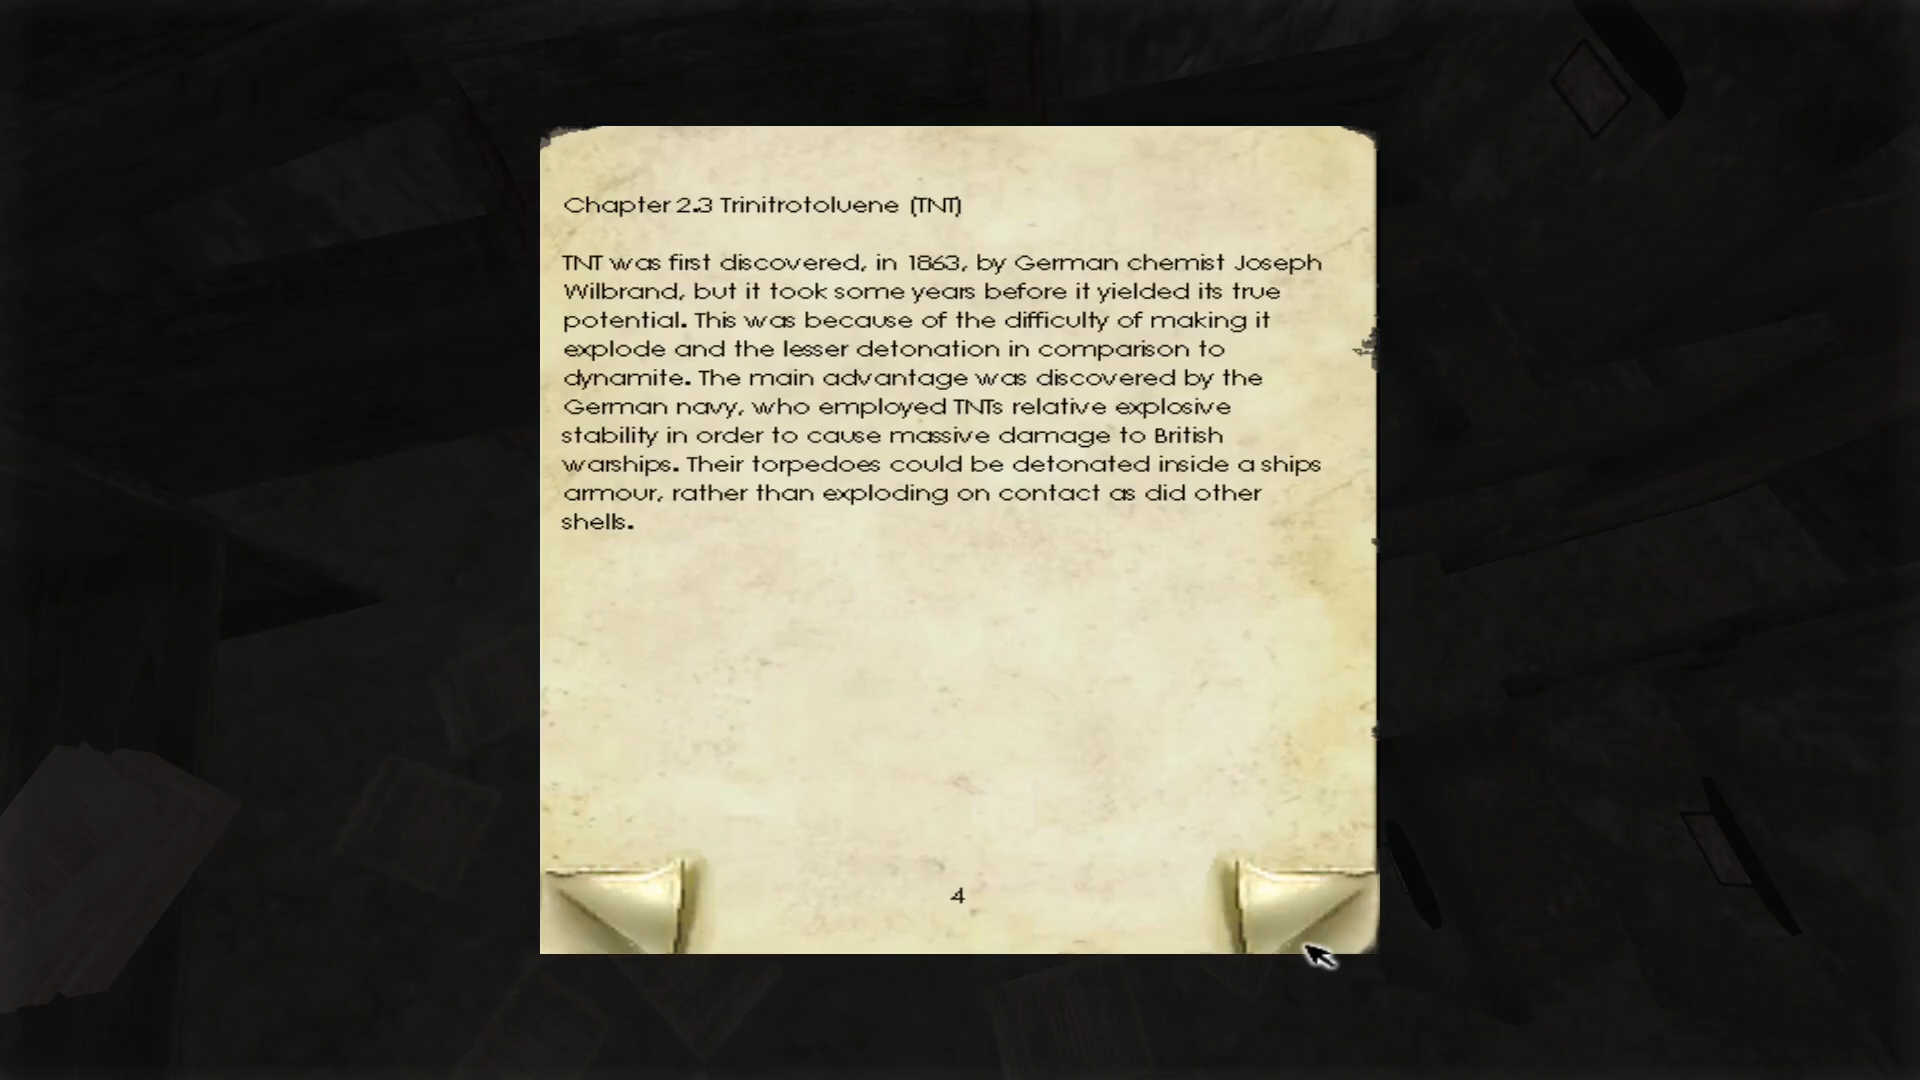 Chapter 2.3 Trinitrotoluene (TNT)
TNT was first discovered, in 1863, by German chemist Joseph
Wilbrand, but it took some years before it yielded its true
potential. This was because of the difficulty of making it
explode and the lesser detonation in comparison to
dynamite. The main advantage was discovered by the
German navy, who employed TNTs relative explosive
stability in order to cause massive damage to British
warships. Their torpedoes could be detonated inside a ships
armour, rather than exploding on contact as did other
shells.
4